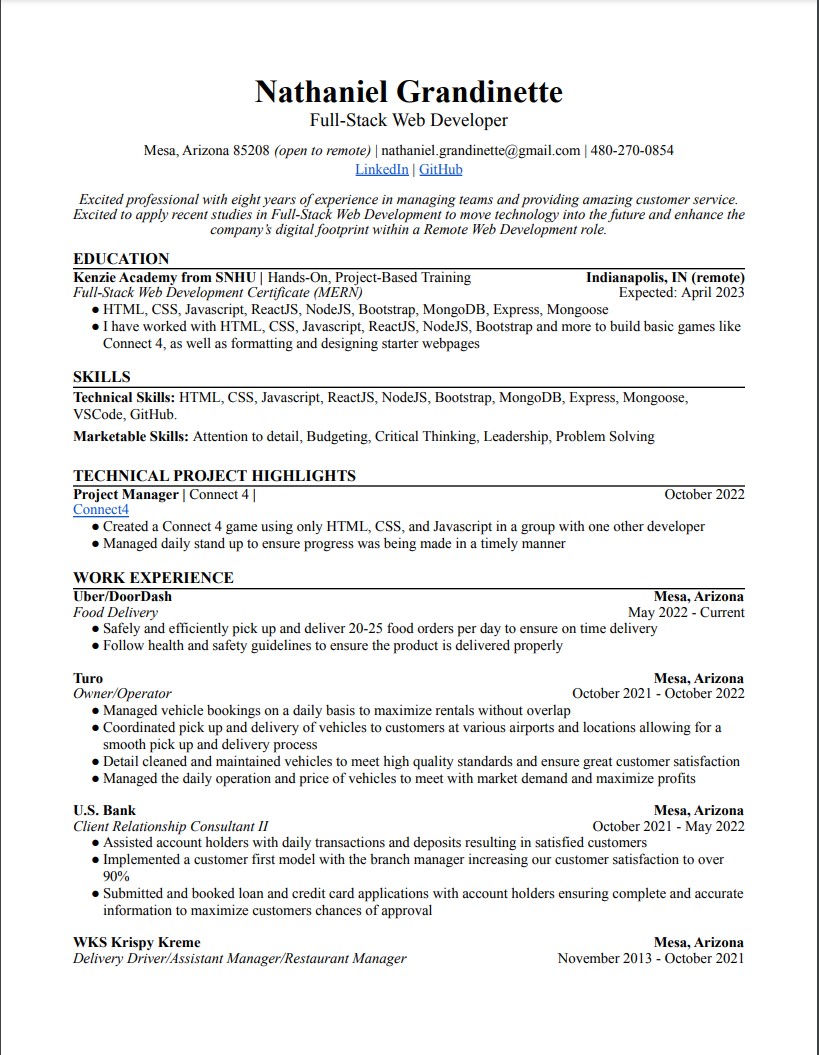 Nathaniel Grandinette
Full-Stack Web Developer
Mesa, Arizona 85208 (open to remote) | nathaniel.grandinette@gmail.com | 480-270-0854
LinkedIn | GitHub
Excited professional with eight years of experience in managing teams and providing amazing customer service.
Excited to apply recent studies in Full-Stack Web Development to move technology into the future and enhance the
company's digital footprint within a Remote Web Development role.
EDUCATION
Kenzie Academy from SNHU | Hands-On, Project-Based Training Indianapolis, IN (remote)
Full-Stack Web Development Certificate (MERN) Expected: April 2023
● HTML, CSS, Javascript, ReactJS, NodeJS, Bootstrap, MongoDB, Express, Mongoose
● I have worked with HTML, CSS, Javascript, ReactJS, NodeJS, Bootstrap and more to build basic games like
Connect 4, as well as formatting and designing starter webpages
SKILLS
Technical Skills: HTML, CSS, Javascript, ReactJS, NodeJS, Bootstrap, MongoDB, Express, Mongoose,
VSCode, GitHub.
Marketable Skills: Attention to detail, Budgeting, Critical Thinking, Leadership, Problem Solving
TECHNICAL PROJECT HIGHLIGHTS
Project Manager | Connect 4 | October 2022
Connect4
● Created a Connect 4 game using only HTML, CSS, and Javascript in a group with one other developer
● Managed daily stand up to ensure progress was being made in a timely manner
WORK EXPERIENCE
Uber/DoorDash Mesa, Arizona
Food Delivery May 2022 - Current
● Safely and efficiently pick up and deliver 20-25 food orders per day to ensure on time delivery
● Follow health and safety guidelines to ensure the product is delivered properly
Turo Mesa, Arizona
Owner/Operator October 2021 - October 2022
● Managed vehicle bookings on a daily basis to maximize rentals without overlap
● Coordinated pick up and delivery of vehicles to customers at various airports and locations allowing for a
smooth pick up and delivery process
● Detail cleaned and maintained vehicles to meet high quality standards and ensure great customer satisfaction
● Managed the daily operation and price of vehicles to meet with market demand and maximize profits
U.S. Bank Mesa, Arizona
Client Relationship Consultant II October 2021 - May 2022
● Assisted account holders with daily transactions and deposits resulting in satisfied customers
● Implemented a customer first model with the branch manager increasing our customer satisfaction to over
90%
● Submitted and booked loan and credit card applications with account holders ensuring complete and accurate
information to maximize customers chances of approval
WKS Krispy Kreme Mesa, Arizona
Delivery Driver/Assistant Manager/Restaurant Manager November 2013 - October 2021